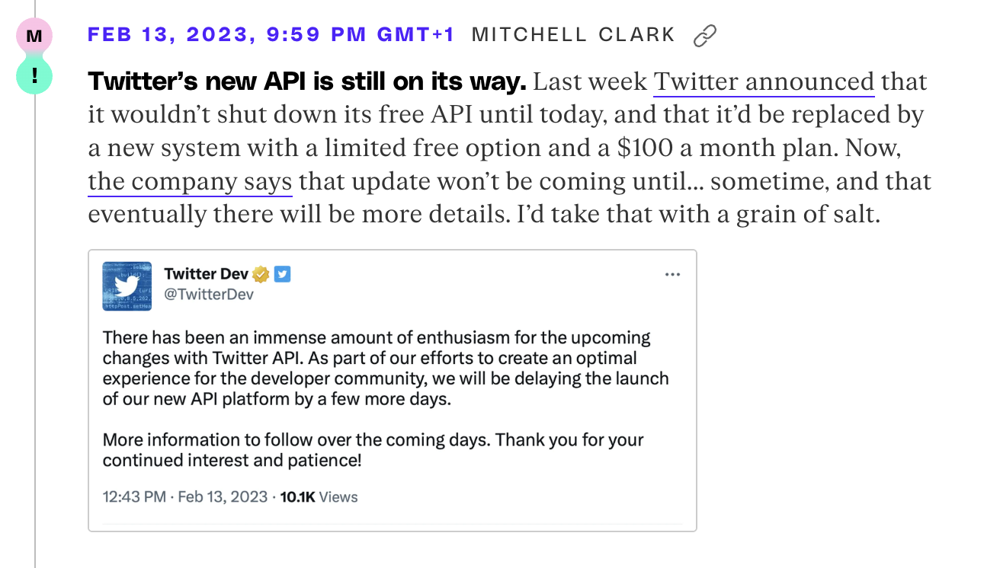 M
FEB 13, 2023, 9:59 PM GMT+1 MITCHELL CLARK
!
Twitter’s new API is still on its way. Last week Twitter announced that
it wouldn’t shut down its free API until today, and that it’d be replaced by
a new system with a limited free option and a $100 a month plan. Now,
the company says that update won’t be coming until... sometime, and that
eventually there will be more details. I’d take that with a grain of salt.
Twitter Dev
@TwitterDev
There has been an immense amount of enthusiasm for the upcoming
changes with Twitter API. As part of our efforts to create an optimal
experience for the developer community, we will be delaying the launch
of our new API platform by a few more days.
More information to follow over the coming days. Thank you for your
continued interest and patience!
12:43 PM · Feb 13, 2023 · 10.1K Views